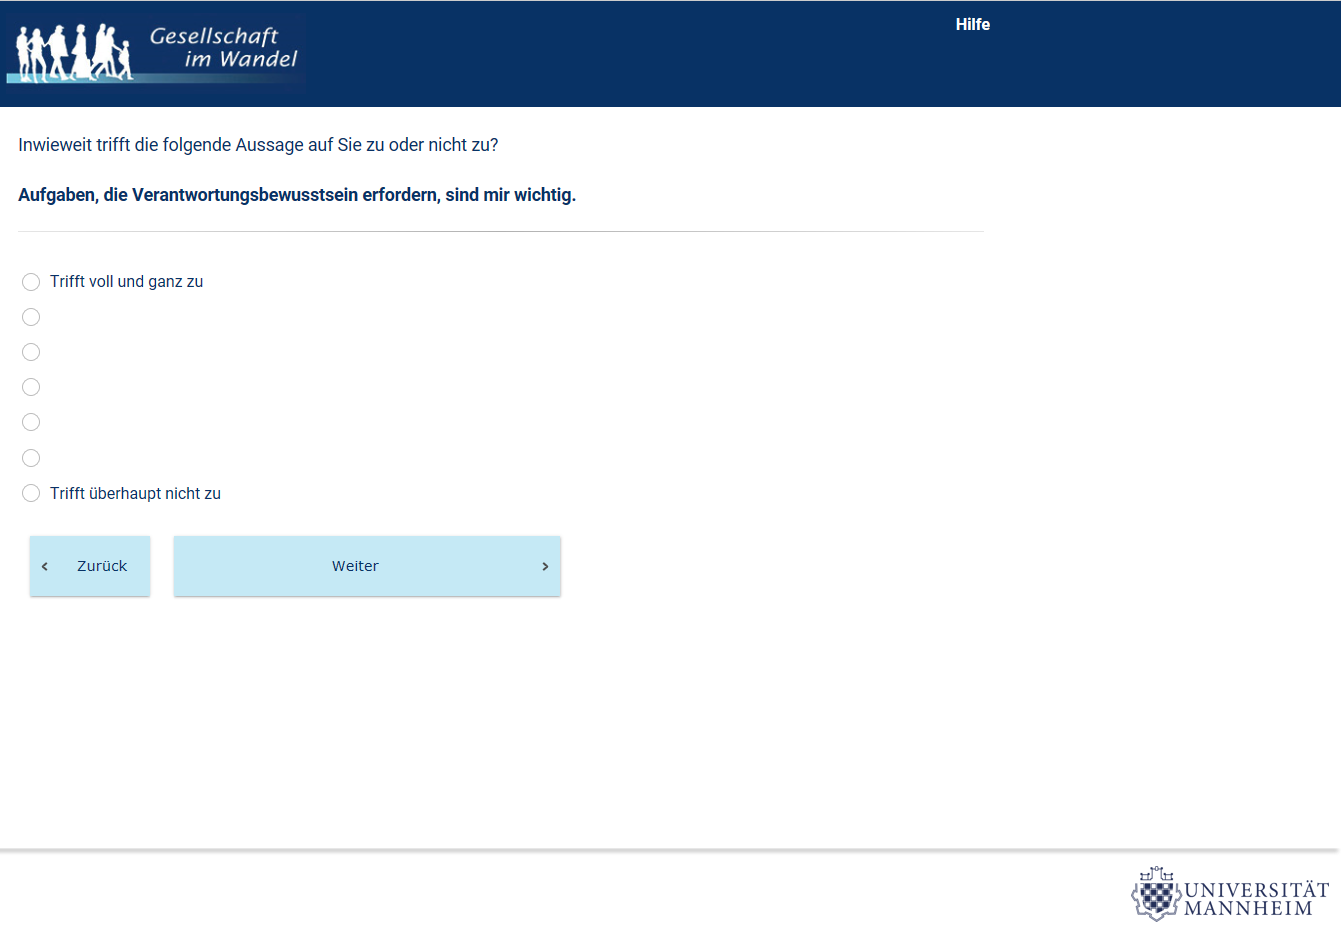 Gesellschaft
im Wandel
Hilfe
Inwieweit trifft die folgende Aussage auf Sie zu oder nicht zu?
Aufgaben, die Verantwortungsbewusstsein erfordern, sind mir wichtig.
Trifft voll und ganz zu
Trifft überhaupt nicht zu
Zurück
Weiter
UNIVERSITÄT
MANNHEIM